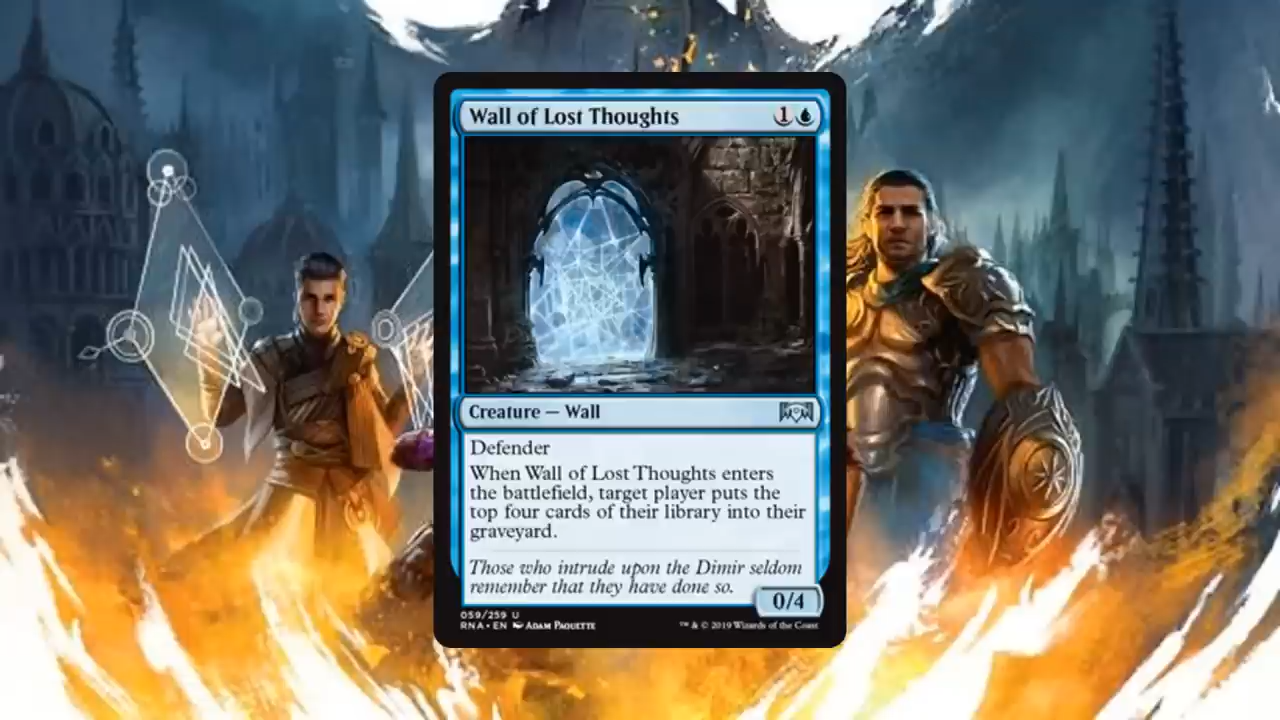 Wall of Lost Thoughts 1
Creature — Wall
Defender
When Wall of Lost Thoughts enters
the battlefield, target player puts the
top four cards of their library into their
graveyard.
Those who intrude upon the Dimir seldom
remember that they have done so.
0/4
059/259 U
RNA • EN ADAM PAQUETTE
™ & © 2019 Wizards of the Coast